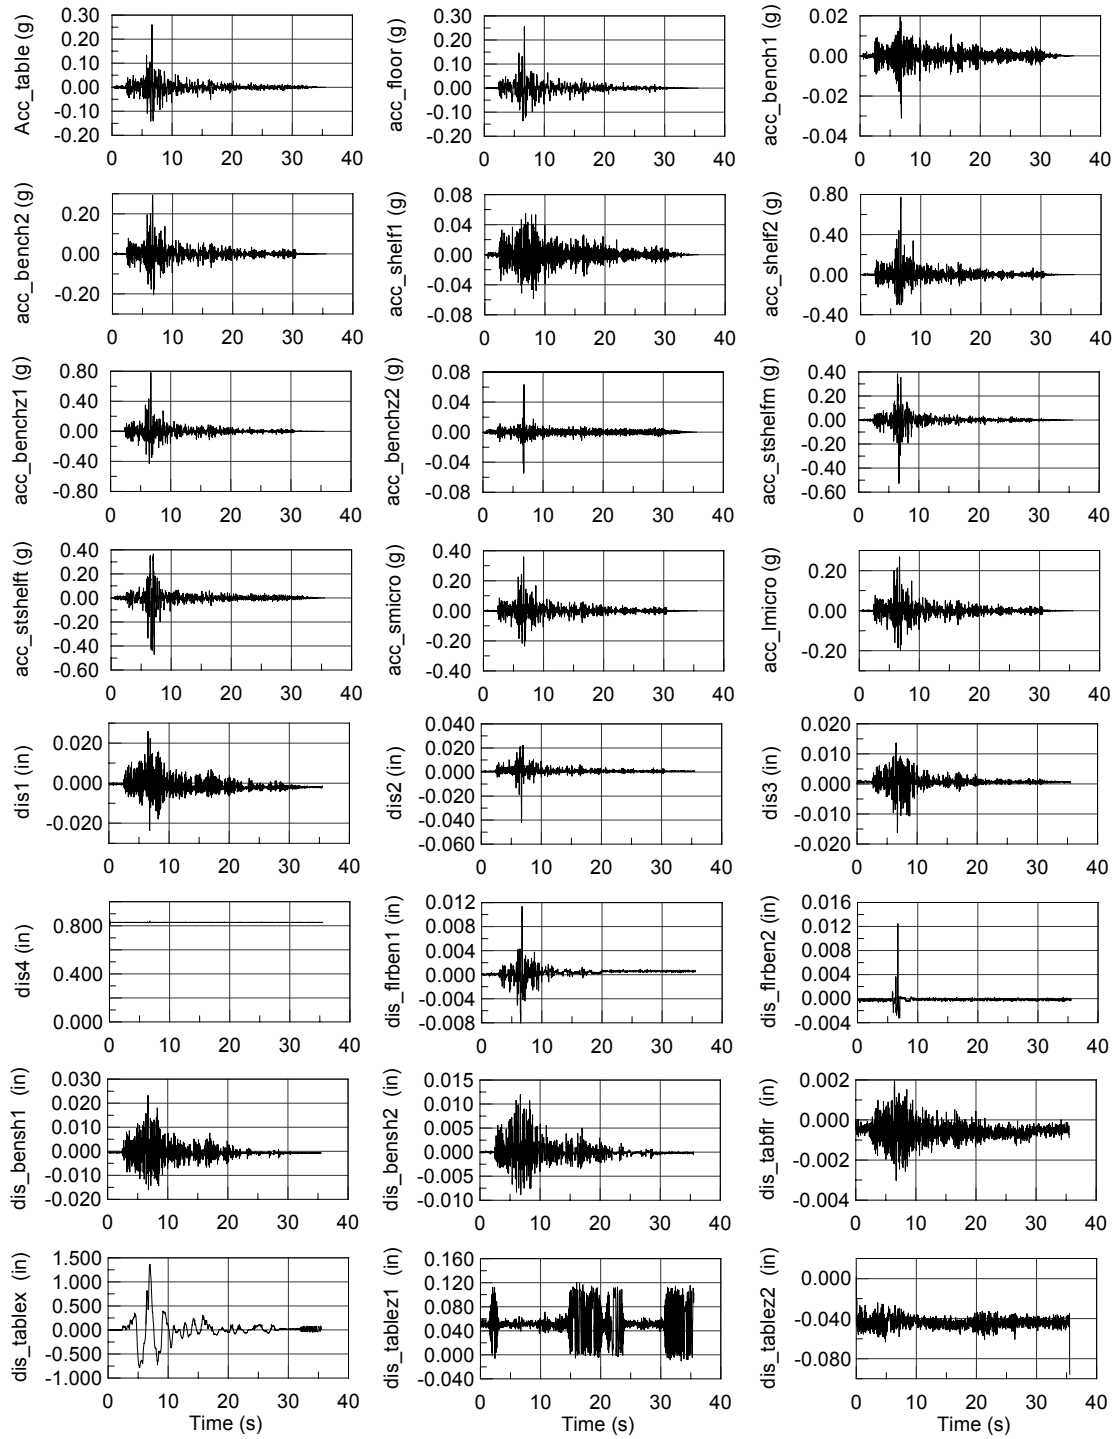 Acc_table (g)
0.30
0.20
0.10
0.00
-0.10
-0.20
0 10 20 30 40
acc_floor (g)
0.30
0.20
0.10
0.00
-0.10
-0.20
0 10 20 30 40
acc_bench1 (g)
0.02
0.00
-0.02
-0.04
0 10 20 30 40
acc_bench2 (g)
0.20
0.00
-0.20
0 10 20 30 40
acc_shelf1 (g)
0.08
0.04
0.00
-0.04
-0.08
0 10 20 30 40
acc_shelf2 (g)
0.80
0.40
0.00
-0.40
0 10 20 30 40
acc_benchz1 (g)
0.80
0.40
0.00
-0.40
-0.80
0 10 20 30 40
acc_benchz2 (g)
0.08
0.04
0.00
-0.04
-0.08
0 10 20 30 40
acc_stshelfm (g)
0.40
0.20
0.00
-0.20
-0.40
-0.60
0 10 20 30 40
acc_stshelft (g)
0.40
0.20
0.00
-0.20
-0.40
-0.60
0 10 20 30 40
acc_smicro (g)
0.40
0.20
0.00
-0.20
-0.40
0 10 20 30 40
acc_lmicro (g)
0.20
0.00
-0.20
0 10 20 30 40
dis1 (in)
0.020
0.000
-0.020
0 10 20 30 40
dis2 (in)
0.040
0.020
0.000
-0.020
-0.040
-0.060
0 10 20 30 40
dis3 (in)
0.020
0.010
0.000
-0.010
-0.020
0 10 20 30 40
dis4 (in)
0.800
0.400
0.000
0 10 20 30 40
dis_flrben1 (in)
0.012
0.008
0.004
0.000
-0.004
-0.008
0 10 20 30 40
dis_flrben2 (in)
0.016
0.012
0.008
0.004
0.000
-0.004
0 10 20 30 40
dis_bensh1 (in)
0.030
0.020
0.010
0.000
-0.010
-0.020
0 10 20 30 40
dis_bensh2 (in)
0.015
0.010
0.005
0.000
-0.005
-0.010
0 10 20 30 40
dis_tabflr (in)
0.002
0.000
-0.002
-0.004
0 10 20 30 40
dis_tablex (in)
1.500
1.000
0.500
0.000
-0.500
-1.000
0 10 20 30 40
Time (s)
dis_tablez1 (in)
0.160
0.120
0.080
0.040
0.000
-0.040
0 10 20 30 40
Time (s)
dis_tablez2 (in)
0.000
-0.040
-0.080
0 10 20 30 40
Time (s)